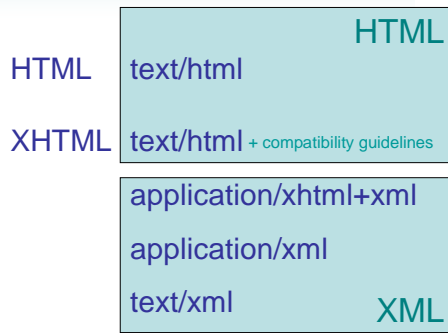 HTML
HTML text/html
XHTML text/html + compatibility guidelines
application/xhtml+xml
application/xml
text/xml XML